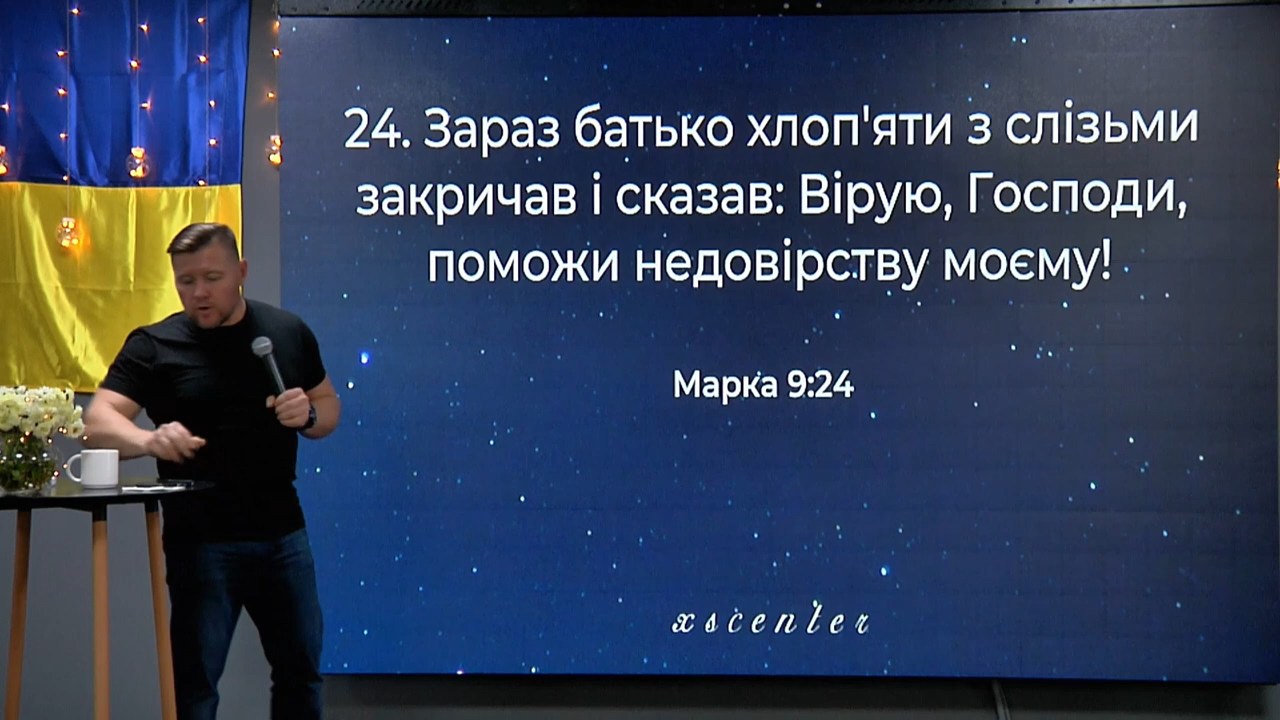 24. Зараз батько хлоп'яти з слізьми
закричав і сказав: Вірую, Господи,
поможи недовірству моєму!
Марка 9:24
xscenter